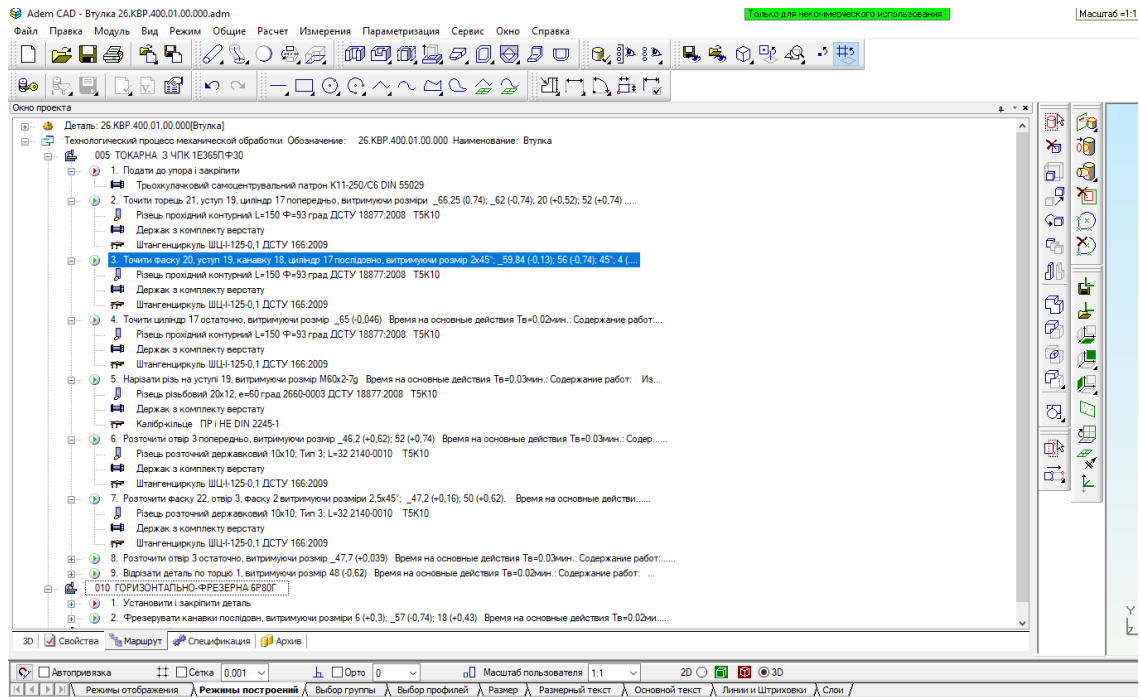 Adem CAD - Втулка 26.КВР.400.01.00.000.adm
Только для некоммерческого использования !
Масштаб =1:1
Файл Правка Модуль Вид Режим Общие Расчет Измерения Параметризация Сервис Окно Справка
Окно проекта
Деталь: 26.КВР.400.01.00.000[Втулка]
Технологический процесс механической обработки Обозначение: 26.КВР.400.01.00.000 Наименование: Втулка
005 ТОКАРНА З ЧПК 1Е365ПФ30
1. Подати до упора і закріпити
Трьохкулачковий самоцентрувальний патрон К11-250/С6 DIN 55029
2. Точити торець 21, уступ 19, циліндр 17 попередньо, витримуючи розміри _66,25 (0,74); _62 (-0,74); 20 (+0,52); 52 (+0,74) .....
Різець прохідний контурний L=150 Ф=93 град ДСТУ 18877:2008 Т5К10
Держак з комплекту верстату
Штангенциркуль ШЦ-І-125-0,1 ДСТУ 166:2009
3. Точити фаску 20, уступ 19, канавку 18, циліндр 17 послідовно, витримуючи розмір 2х45°; _59,84 (-0,13); 56 (-0,74); 45°; 4 (....
Різець прохідний контурний L=150 Ф=93 град ДСТУ 18877:2008 Т5К10
Держак з комплекту верстату
Штангенциркуль ШЦ-І-125-0,1 ДСТУ 166:2009
4. Точити циліндр 17 остаточно, витримуючи розмір _65 (-0,046) Время на основные действия Тв=0.02мин.: Содержание работ:...
Різець прохідний контурний L=150 Ф=93 град ДСТУ 18877:2008 Т5К10
Держак з комплекту верстату
Штангенциркуль ШЦ-І-125-0,1 ДСТУ 166:2009
5. Нарізати різь на уступі 19, витримуючи розмір М60х2-7g Время на основные действия Тв=0.03мин.: Содержание работ: Из...
Різець різьбовий 20х12, е=60 град 2660-0003 ДСТУ 18877:2008 Т5К10
Держак з комплекту верстату
Калібр-кільце ПР і НЕ DIN 2245-1
6. Розточити отвір 3 попередньо, витримуючи розмір _46,2 (+0,62); 52 (+0,74) Время на основные действия Тв=0.03мин.: Содер......
Різець розточний державковий 10х10; Тип 3; L=32 2140-0010 Т5К10
Держак з комплекту верстату
Штангенциркуль ШЦ-І-125-0,1 ДСТУ 166:2009
7. Розточити фаску 22, отвір 3, фаску 2 витримуючи розміри 2,5х45°; _47,2 (+0,16); 50 (+0,62). Время на основные действи......
Різець розточний державковий 10х10; Тип 3; L=32 2140-0010 Т5К10
Держак з комплекту верстату
Штангенциркуль ШЦ-І-125-0,1 ДСТУ 166:2009
8. Розточити отвір 3 остаточно, витримуючи розмір _47,7 (+0,039) Время на основные действия Тв=0.03мин.: Содержание работ:......
9. Відрізати деталь по торцю 1, витримуючи розмір 48 (-0,62) Время на основные действия Тв=0.02мин.: Содержание работ: ...
010 ГОРИЗОНТАЛЬНО-ФРЕЗЕРНА 6Р80Г
1. Установити і закріпити деталь
2. Фрезерувати канавки послідовн, витримуючи розміри 6 (+0,3); _57 (-0,74); 18 (+0,43) Время на основные действия Тв=0.02ми.....
Y
Z
3D Свойства Маршрут Спецификация Архив
Автопривязка Сетка 0.001 Орто 0 Масштаб пользователя 1:1 2D 3D
Режимы отображения Режимы построений Выбор группы Выбор профилей Размер Размерный текст Основной текст Линии и Штриховки Слои